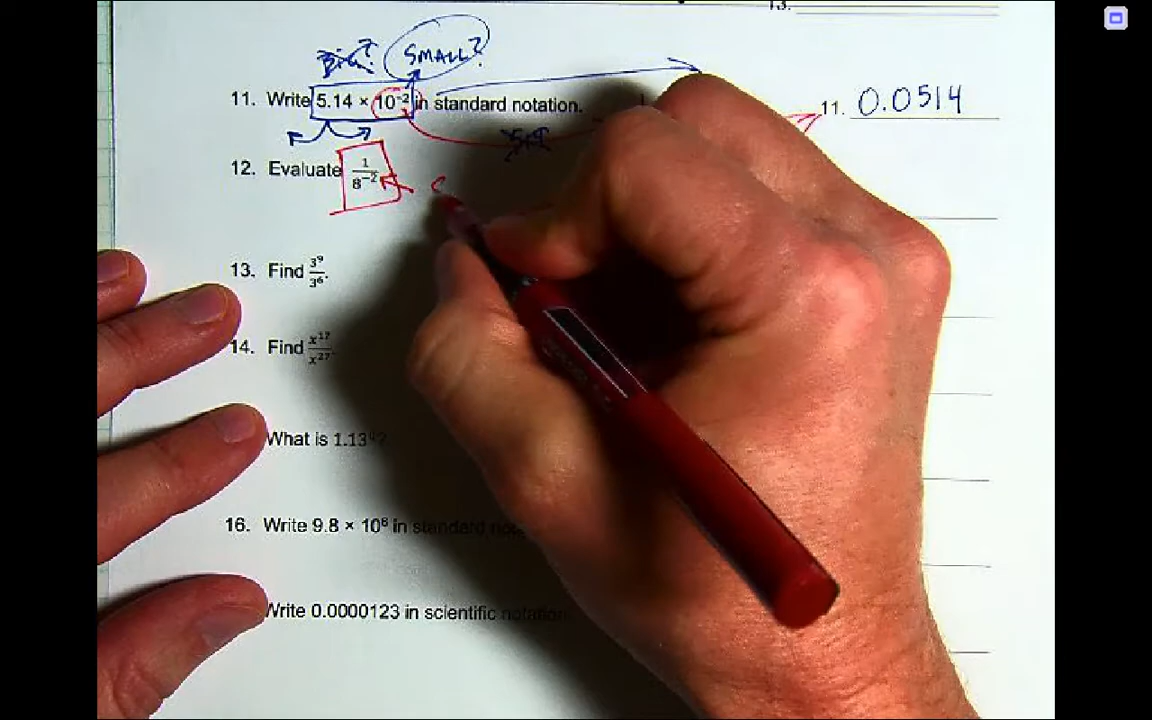 13.
Big? SMALL?
11. Write 5.14 × 10⁻² in standard notation. 11. 0.0514
12. Evaluate 1/8⁻²
13. Find 3⁹/3⁶.
14. Find x¹⁷/x²⁷.
What is 1.13⁰?
16. Write 9.8 × 10⁸ in standard
Write 0.0000123 in scientific notation